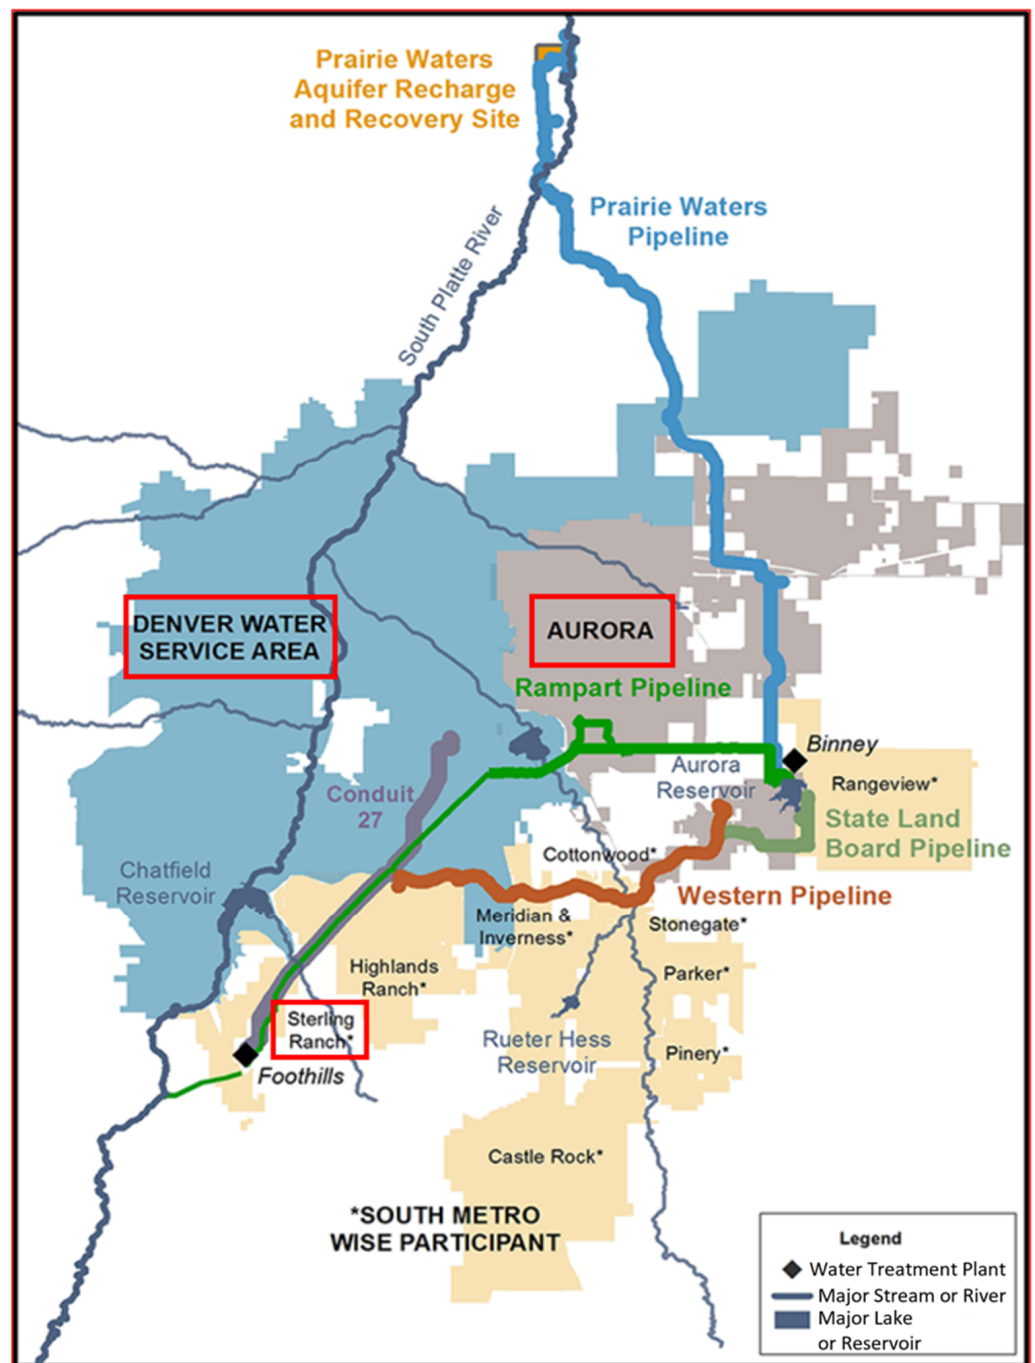 Prairie Waters
Aquifer Recharge
and Recovery Site
Prairie Waters
Pipeline
South Platte River
DENVER WATER
SERVICE AREA
AURORA
Rampart Pipeline
Binney
Aurora
Reservoir
Rangeview*
Conduit
27
State Land
Board Pipeline
Cottonwood*
Chatfield
Reservoir
Western Pipeline
Meridian &
Inverness*
Stonegate*
Highlands
Ranch*
Parker*
Sterling
Ranch*
Rueter Hess
Reservoir
Pinery*
Foothills
Castle Rock*
*SOUTH METRO
WISE PARTICIPANT
Legend
Water Treatment Plant
Major Stream or River
Major Lake
or Reservoir